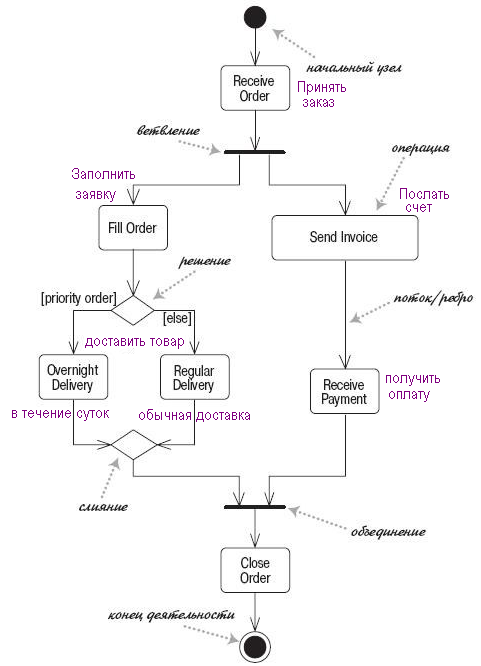 начальный узел
Receive
Order
Принять
заказ
ветвление
операция
Заполнить
заявку
Fill Order
Послать
счет
Send Invoice
решение
[priority order]
[else]
поток/ребро
доставить товар
Overnight
Delivery
Regular
Delivery
Receive
Payment
получить
оплату
в течение суток
обычная доставка
слияние
объединение
Close
Order
конец деятельности